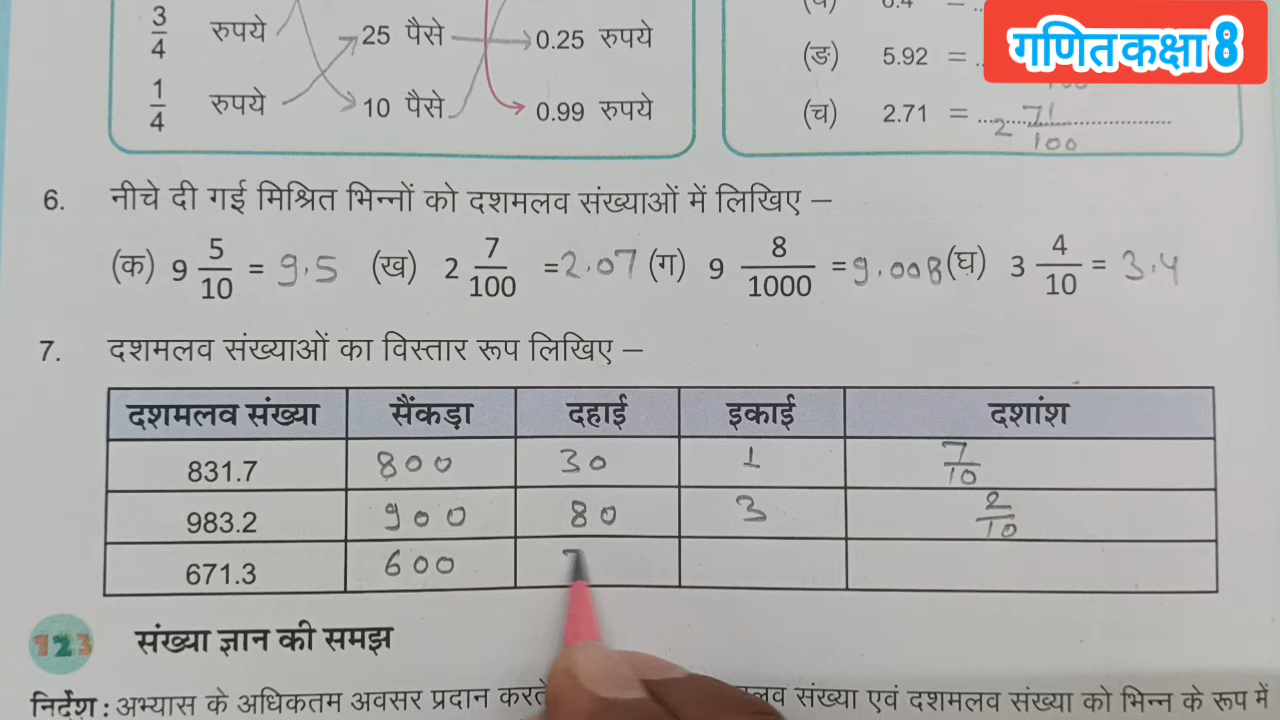 गणित कक्षा 8
3/4 रुपये 25 पैसे 0.25 रुपये
1/4 रुपये 10 पैसे 0.99 रुपये
(ङ) 5.92 = ..
(च) 2.71 = 2 71/100
6. नीचे दी गई मिश्रित भिन्नों को दशमलव संख्याओं में लिखिए –
(क) 9 5/10 = 9.5 (ख) 2 7/100 = 2.07 (ग) 9 8/1000 = 9.008 (घ) 3 4/10 = 3.4
7. दशमलव संख्याओं का विस्तार रूप लिखिए –
दशमलव संख्या सैंकड़ा दहाई इकाई दशांश
831.7 800 30 1 7/10
983.2 900 80 3 2/10
671.3 600
123 संख्या ज्ञान की समझ
निर्देश : अभ्यास के अधिकतम अवसर प्रदान करते संख्या एवं दशमलव संख्या को भिन्न के रूप में